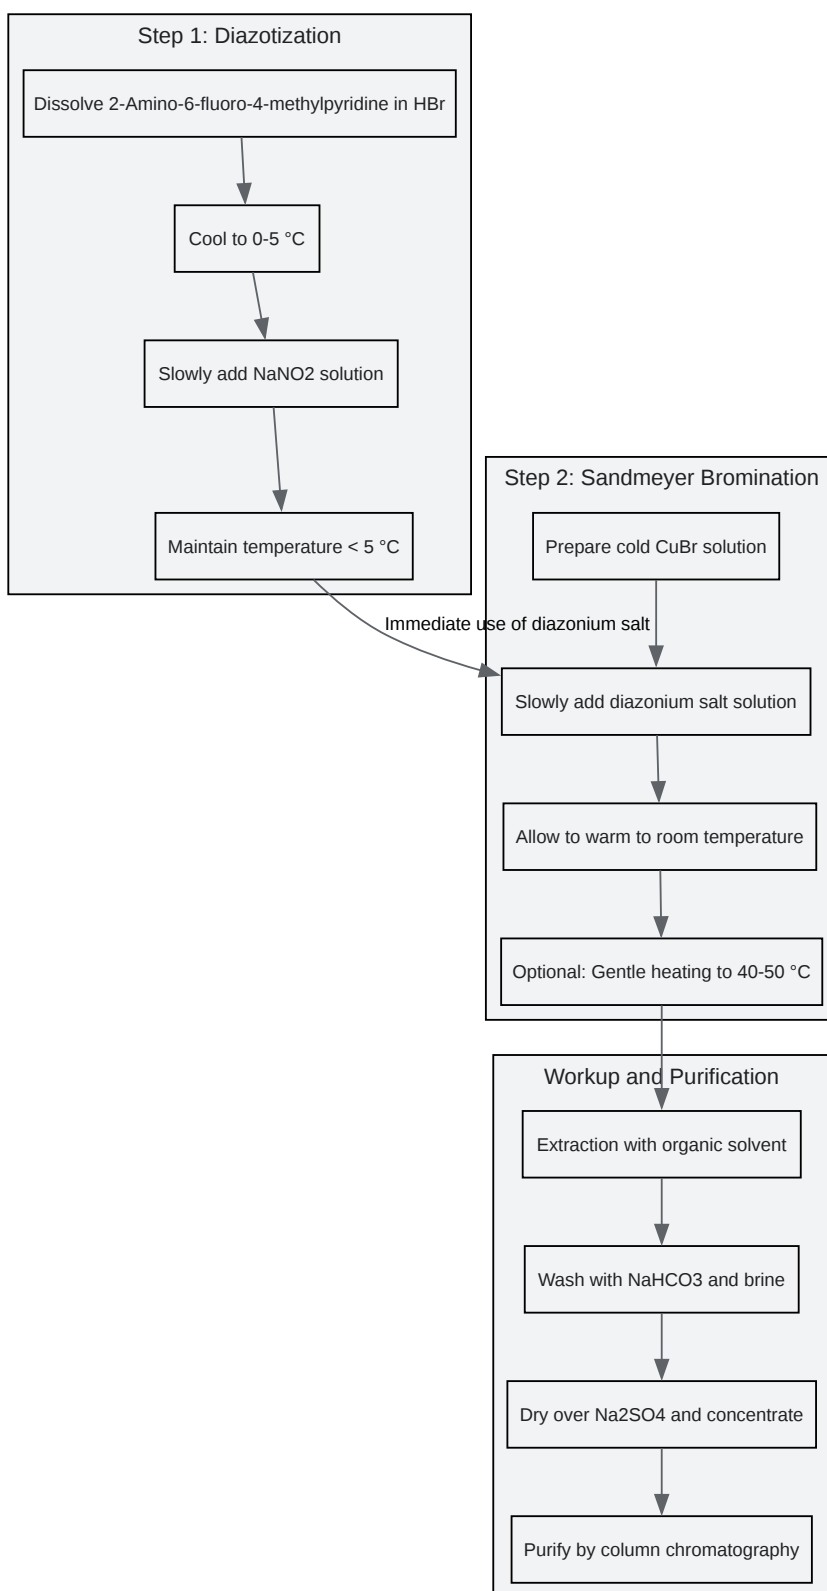 Step 1: Diazotization
Dissolve 2-Amino-6-fluoro-4-methylpyridine in HBr
Cool to 0-5 °C
Slowly add NaNO2 solution
Maintain temperature < 5 °C
Immediate use of diazonium salt
Step 2: Sandmeyer Bromination
Prepare cold CuBr solution
Slowly add diazonium salt solution
Allow to warm to room temperature
Optional: Gentle heating to 40-50 °C
Workup and Purification
Extraction with organic solvent
Wash with NaHCO3 and brine
Dry over Na2SO4 and concentrate
Purify by column chromatography